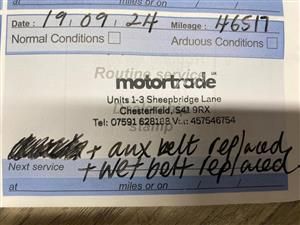 miles or on
Date : 19.09.24 Mileage : 46517
Normal Conditions Arduous Conditions
Routine service
motortrade
Units 1-3 Sheepbridge Lane
Chesterfield, S41 9RX
Tel: 07591 628168 V.: 457546754
stamp
+ aux belt replaced
Next service + wet belt replaced
at miles or on